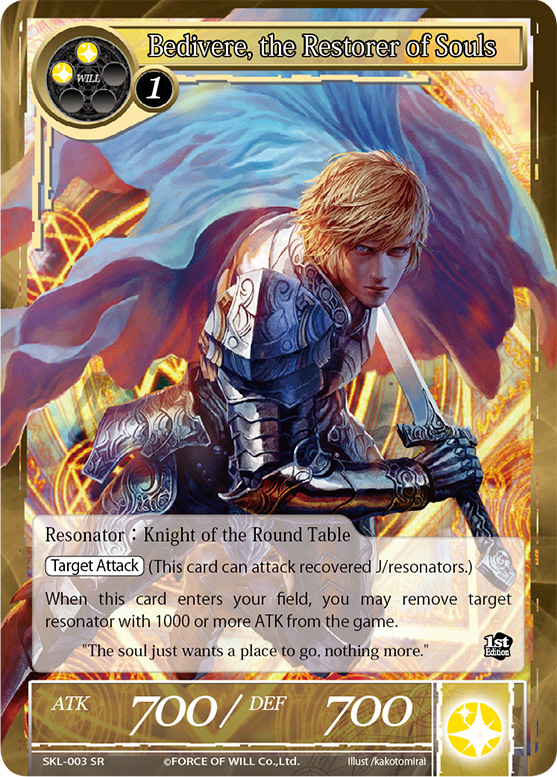 Bedivere, the Restorer of Souls
WILL
1
Resonator : Knight of the Round Table
Target Attack (This card can attack recovered J/resonators.)
When this card enters your field, you may remove target
resonator with 1000 or more ATK from the game.
"The soul just wants a place to go, nothing more."
1st
Edition
ATK 700 / DEF 700
SKL-003 SR ©FORCE OF WILL Co.,Ltd. Illust /kakotomirai